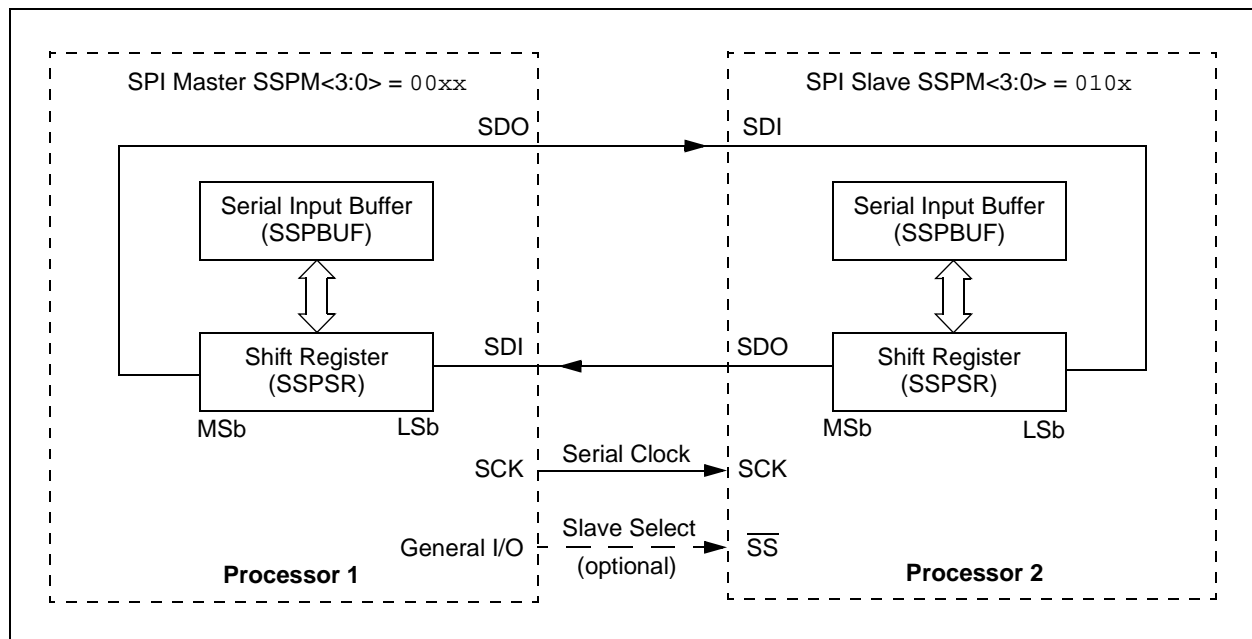 SPI Master SSPM<3:0> = 00xx
SDO
Serial Input Buffer
(SSPBUF)
Shift Register
(SSPSR)
MSb
LSb
SDI
SCK
General I/O
Processor 1
Serial Clock
Slave Select
(optional)
SPI Slave SSPM<3:0> = 010x
SDI
Serial Input Buffer
(SSPBUF)
SDO
Shift Register
(SSPSR)
MSb
LSb
SCK
S̅S̅
Processor 2